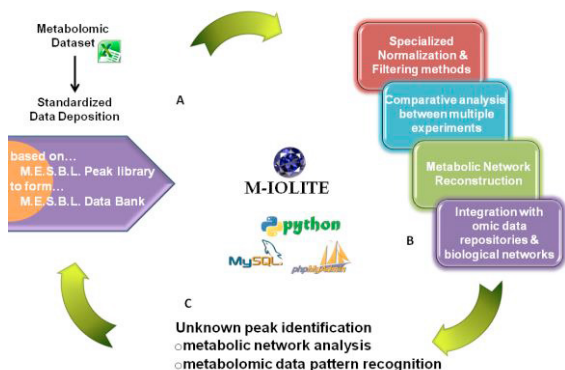 Metabolomic
Dataset
Standardized
Data Deposition
A
based on...
M.E.S.B.L. Peak library
to form...
M.E.S.B.L. Data Bank
Specialized
Normalization &
Filtering methods
Comparative analysis
between multiple
experiments
Metabolic Network
Reconstruction
Integration with
omic data
repositories &
biological networks
B
M-IOLITE
python
MySQL
phpMyAdmin
C
Unknown peak identification
○metabolic network analysis
○metabolomic data pattern recognition